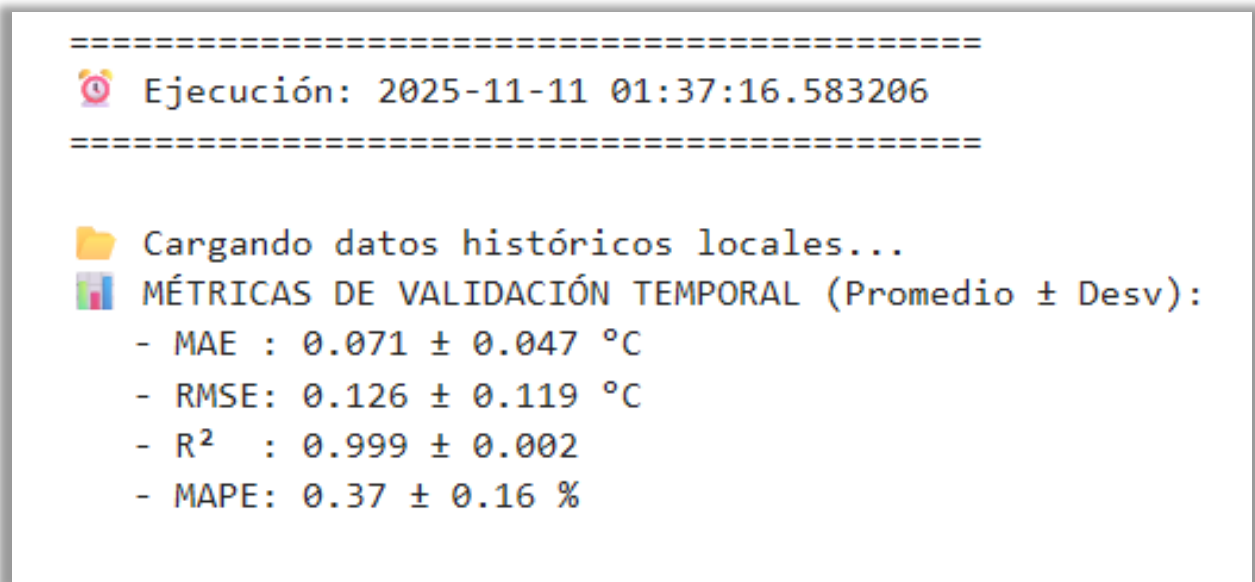 ===========================================
⏰ Ejecución: 2025-11-11 01:37:16.583206
===========================================
📂 Cargando datos históricos locales...
📊 MÉTRICAS DE VALIDACIÓN TEMPORAL (Promedio ± Desv):
- MAE : 0.071 ± 0.047 °C
- RMSE: 0.126 ± 0.119 °C
- R² : 0.999 ± 0.002
- MAPE: 0.37 ± 0.16 %